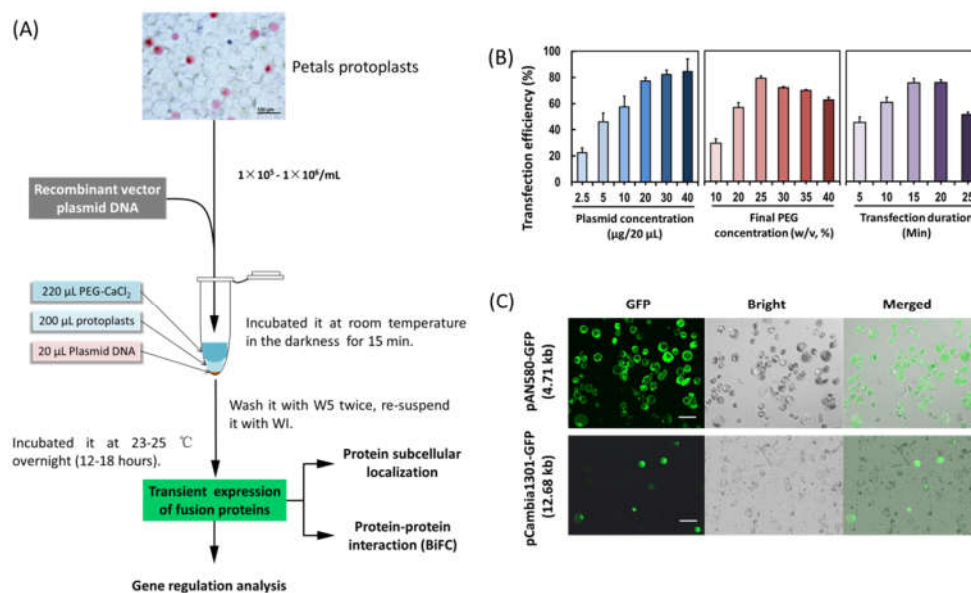 (A)
Petals protoplasts
1×10⁵ - 1×10⁶/mL
Recombinant vector
plasmid DNA
220 µL PEG-CaCl₂
200 µL protoplasts
20 µL Plasmid DNA
Incubated it at room temperature
in the darkness for 15 min.
Wash it with W5 twice, re-suspend
it with WI.
Incubated it at 23-25 ℃
overnight (12-18 hours).
Transient expression
of fusion proteins
Protein subcellular
localization
Protein-protein
interaction (BiFC)
Gene regulation analysis
(B)
Transfection efficiency (%)
100
80
60
40
20
0
2.5 5 10 20 30 40
Plasmid concentration
(µg/20 µL)
10 20 25 30 35 40
Final PEG
concentration (w/v, %)
5 10 15 20 25
Transfection duration
(Min)
(C)
GFP Bright Merged
pAN580-GFP
(4.71 kb)
pCambia1301-GFP
(12.68 kb)